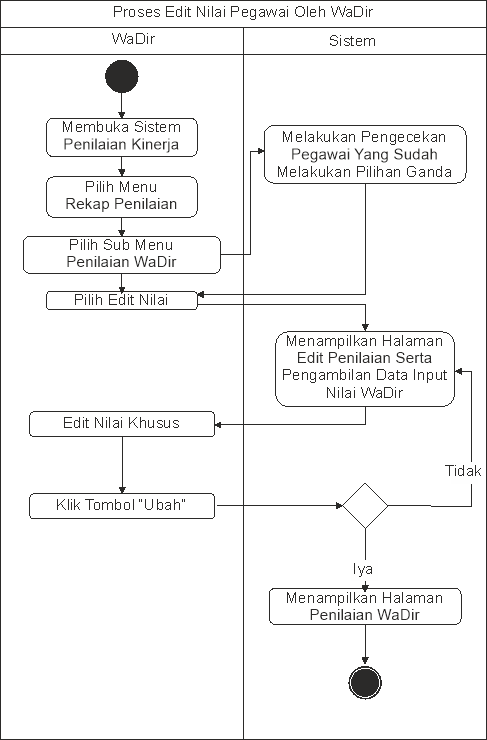 Proses Edit Nilai Pegawai Oleh WaDir
WaDir
Sistem
Membuka Sistem
Penilaian Kinerja
Melakukan Pengecekan
Pegawai Yang Sudah
Melakukan Pilihan Ganda
Pilih Menu
Rekap Penilaian
Pilih Sub Menu
Penilaian WaDir
Pilih Edit Nilai
Menampilkan Halaman
Edit Penilaian Serta
Pengambilan Data Input
Nilai WaDir
Edit Nilai Khusus
Tidak
Klik Tombol "Ubah"
Iya
Menampilkan Halaman
Penilaian WaDir